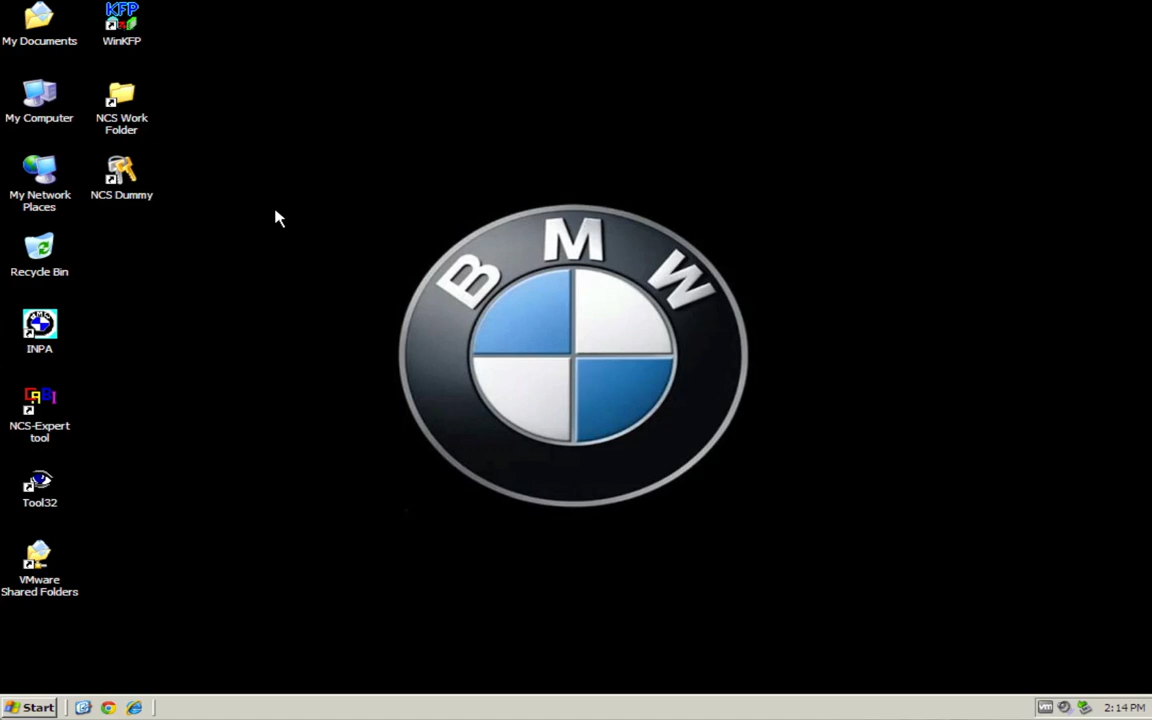 My Documents
KFP
WinKFP
My Computer
NCS Work
Folder
My Network
Places
NCS Dummy
Recycle Bin
INPA
NCS-Expert
tool
Tool32
VMware
Shared Folders
B M W
Start
vm
2:14 PM